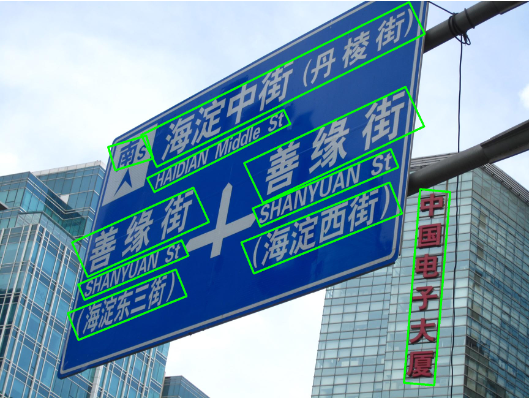 南S
海淀中街（丹棱街）
HAIDIAN Middle St
善缘街
SHANYUAN St
（海淀西街）
善缘街
SHANYUAN St
（海淀东三街）
中国电子大厦